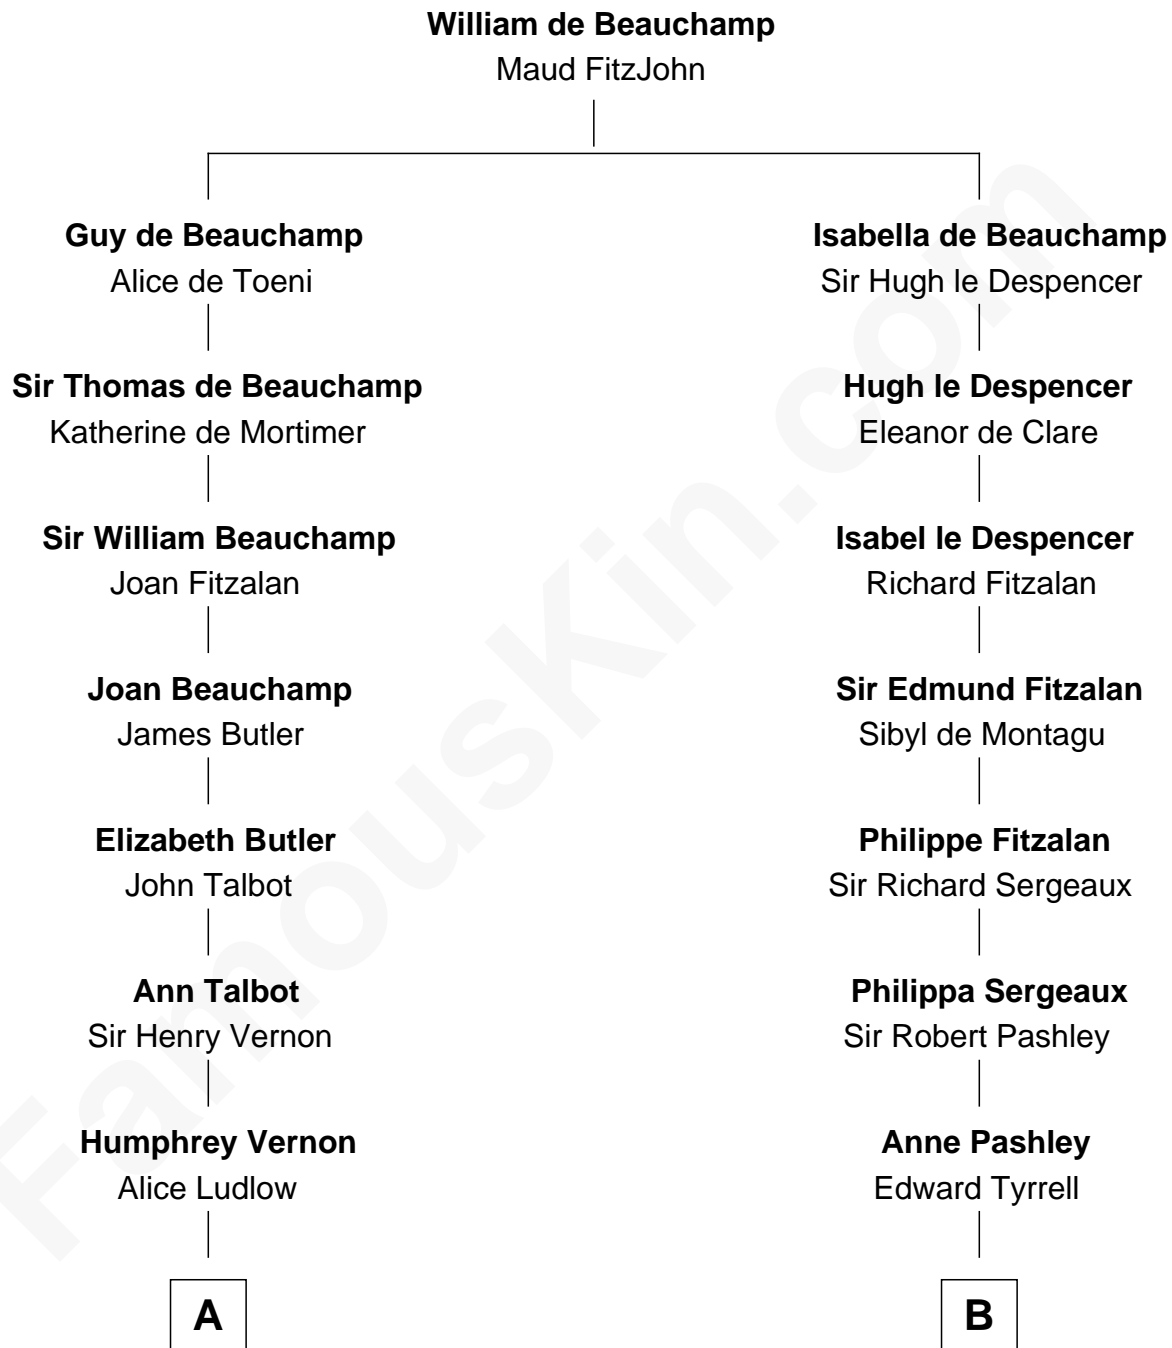 William de Beauchamp
Maud FitzJohn
Guy de Beauchamp
Alice de Toeni
Isabella de Beauchamp
Sir Hugh le Despencer
Sir Thomas de Beauchamp
Katherine de Mortimer
Hugh le Despencer
Eleanor de Clare
Sir William Beauchamp
Joan Fitzalan
Isabel le Despencer
Richard Fitzalan
Joan Beauchamp
James Butler
Sir Edmund Fitzalan
Sibyl de Montagu
Elizabeth Butler
John Talbot
Philippe Fitzalan
Sir Richard Sergeaux
Ann Talbot
Sir Henry Vernon
Philippa Sergeaux
Sir Robert Pashley
Humphrey Vernon
Alice Ludlow
Anne Pashley
Edward Tyrrell
A
B
FamousKin.com